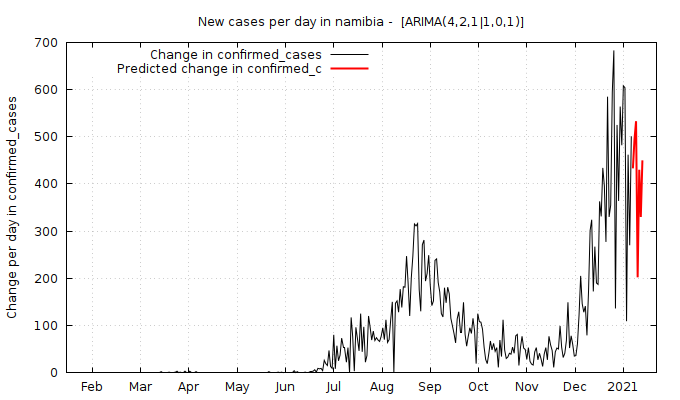 New cases per day in namibia -  [ARIMA(4,2,1|1,0,1)]
Change in confirmed_cases
Predicted change in confirmed_c
Change per day in confirmed_cases
700
600
500
400
300
200
100
0
Feb Mar Apr May Jun Jul Aug Sep Oct Nov Dec 2021